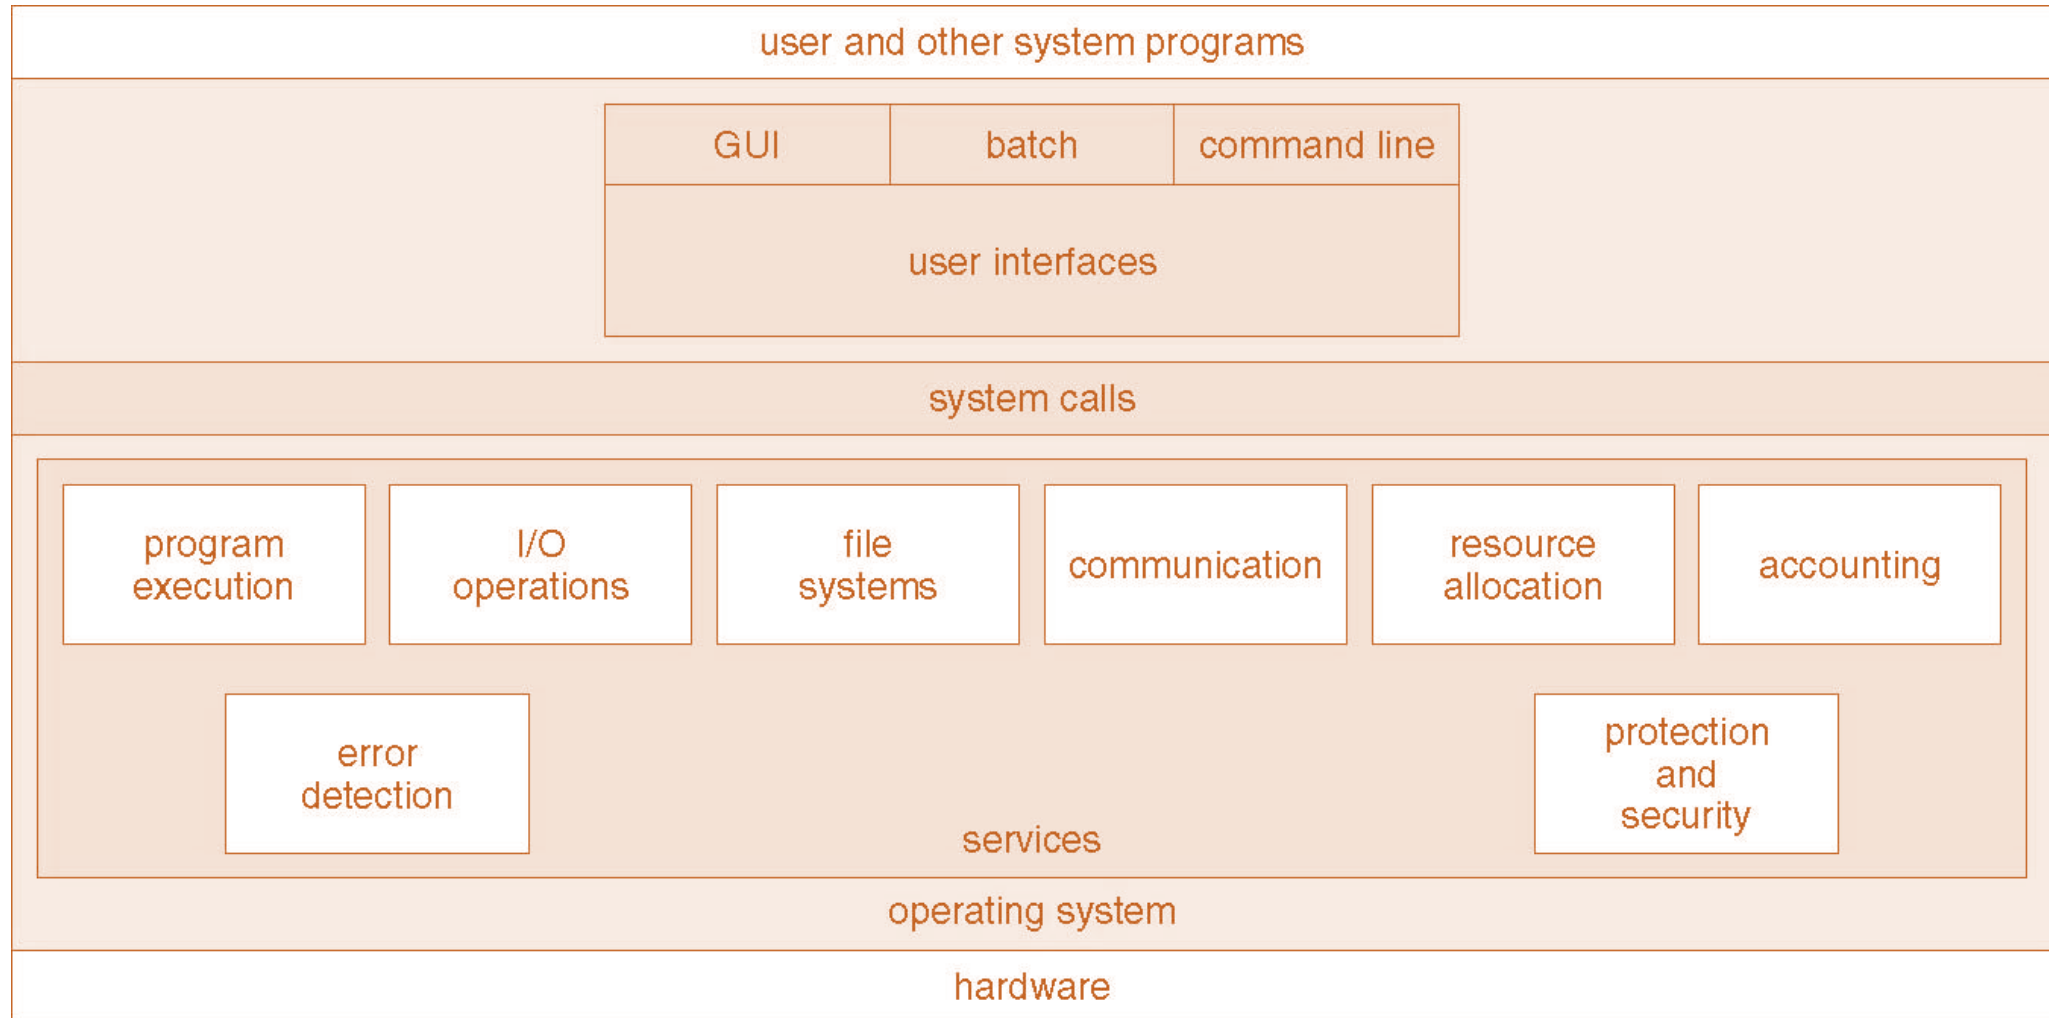 user and other system programs
GUI
batch
command line
user interfaces
system calls
program
execution
I/O
operations
file
systems
communication
resource
allocation
accounting
error
detection
protection
and
security
services
operating system
hardware